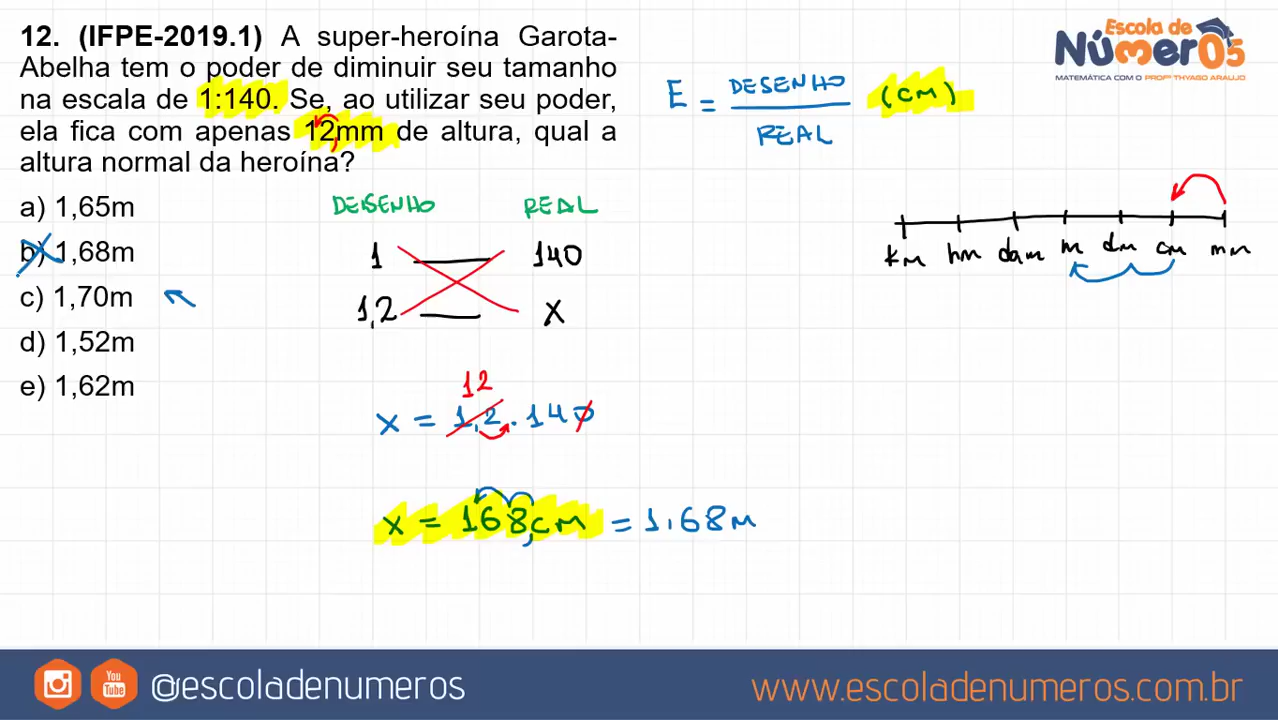 12. (IFPE-2019.1) A super-heroína Garota-
Abelha tem o poder de diminuir seu tamanho
na escala de 1:140. Se, ao utilizar seu poder,
ela fica com apenas 12mm de altura, qual a
altura normal da heroína?
a) 1,65m
b) 1,68m
c) 1,70m
d) 1,52m
e) 1,62m
DESENHO REAL
1 140
1,2 X
12
x = 1,2 . 140
x = 168,cm = 1.68m
E = DESENHO (cm)
REAL
km hm dam m dm cm mm
Escola de
NúmerOs
MATEMÁTICA COM O PROFº THYAGO ARAUJO
You
Tube
@escoladenumeros
www.escoladenumeros.com.br